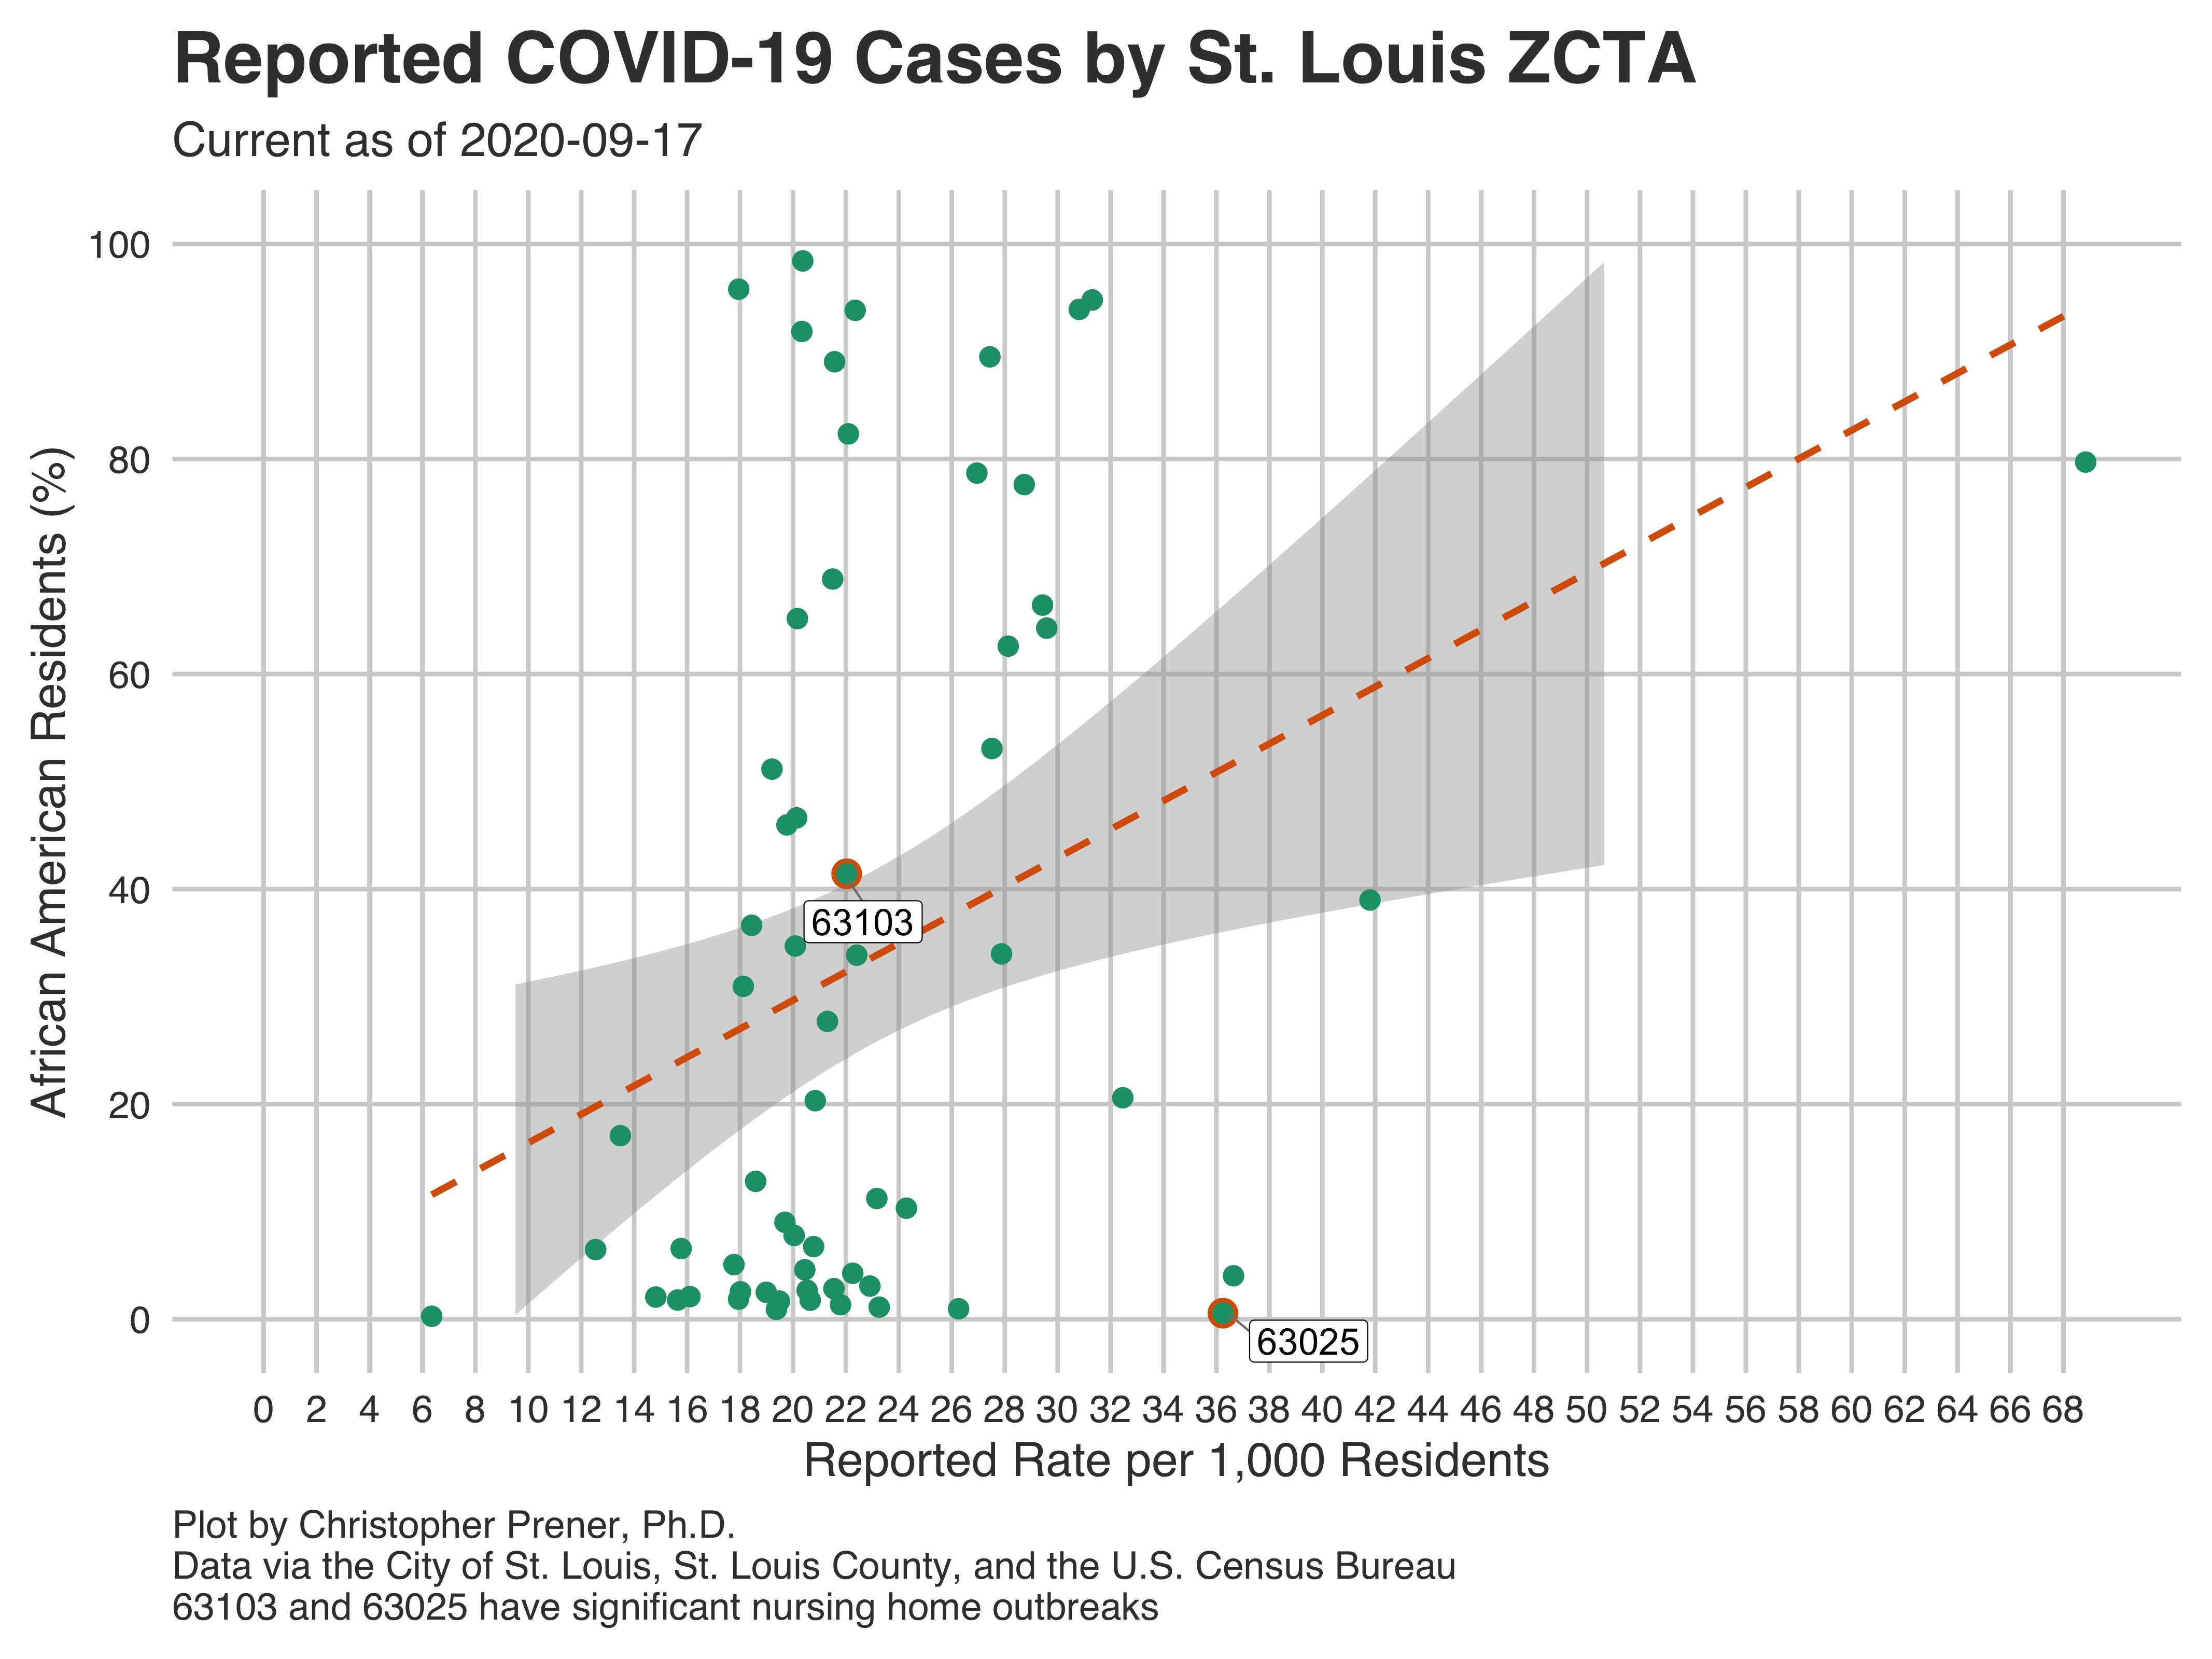 Reported COVID-19 Cases by St. Louis ZCTA
Current as of 2020-09-17
African American Residents (%)
100
80
60
40
20
0
63103
63025
0 2 4 6 8 10 12 14 16 18 20 22 24 26 28 30 32 34 36 38 40 42 44 46 48 50 52 54 56 58 60 62 64 66 68
Reported Rate per 1,000 Residents
Plot by Christopher Prener, Ph.D.
Data via the City of St. Louis, St. Louis County, and the U.S. Census Bureau
63103 and 63025 have significant nursing home outbreaks